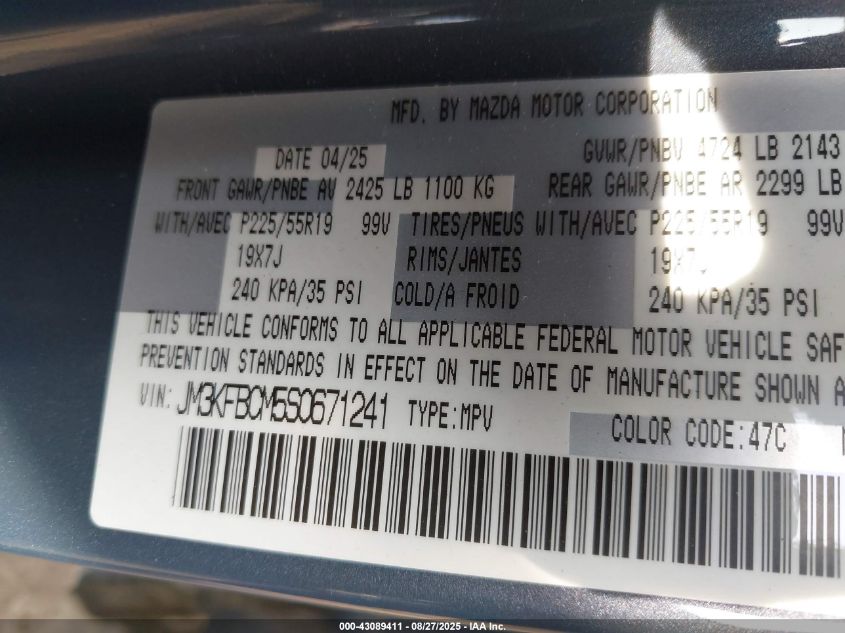 MFD. BY MAZDA MOTOR CORPORATION
DATE 04/25 GVWR/PNBV 4724 LB 2143
FRONT GAWR/PNBE AV 2425 LB 1100 KG REAR GAWR/PNBE AR 2299 LB
WITH/AVEC P225/55R19 99V TIRES/PNEUS WITH/AVEC P225/55R19 99V
19X7J RIMS/JANTES 19X7J
240 KPA/35 PSI COLD/A FROID 240 KPA/35 PSI
THIS VEHICLE CONFORMS TO ALL APPLICABLE FEDERAL MOTOR VEHICLE SAF
PREVENTION STANDARDS IN EFFECT ON THE DATE OF MANUFACTURE SHOWN A
VIN: JM3KFBCM5S0671241 TYPE:MPV COLOR CODE:47C
000-43089411 - 08/27/2025 - IAA Inc.